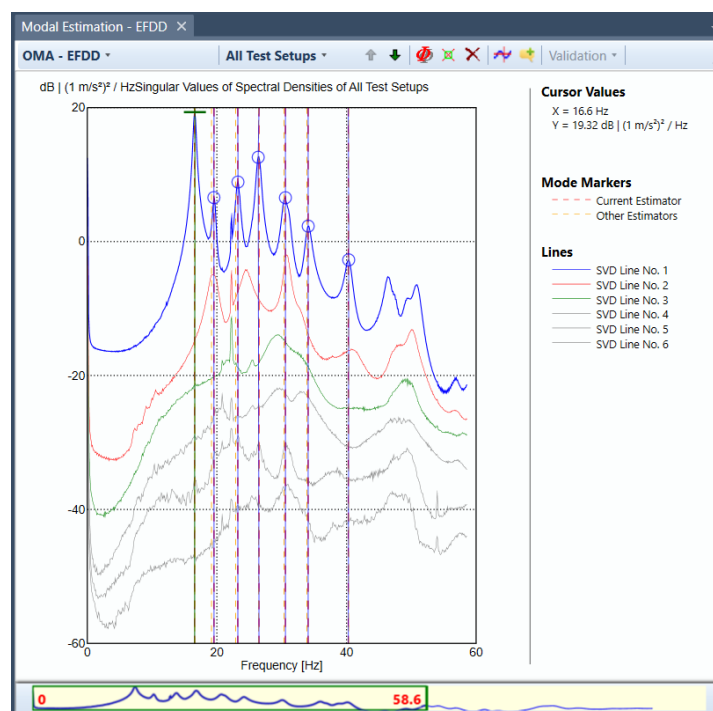 Modal Estimation - EFDD ×
OMA - EFDD All Test Setups Validation
dB | (1 m/s²)² / HzSingular Values of Spectral Densities of All Test Setups
20
0
-20
-40
-60
0 20 40 60
Frequency [Hz]
Cursor Values
X = 16.6 Hz
Y = 19.32 dB | (1 m/s²)² / Hz
Mode Markers
Current Estimator
Other Estimators
Lines
SVD Line No. 1
SVD Line No. 2
SVD Line No. 3
SVD Line No. 4
SVD Line No. 5
SVD Line No. 6
0 58.6